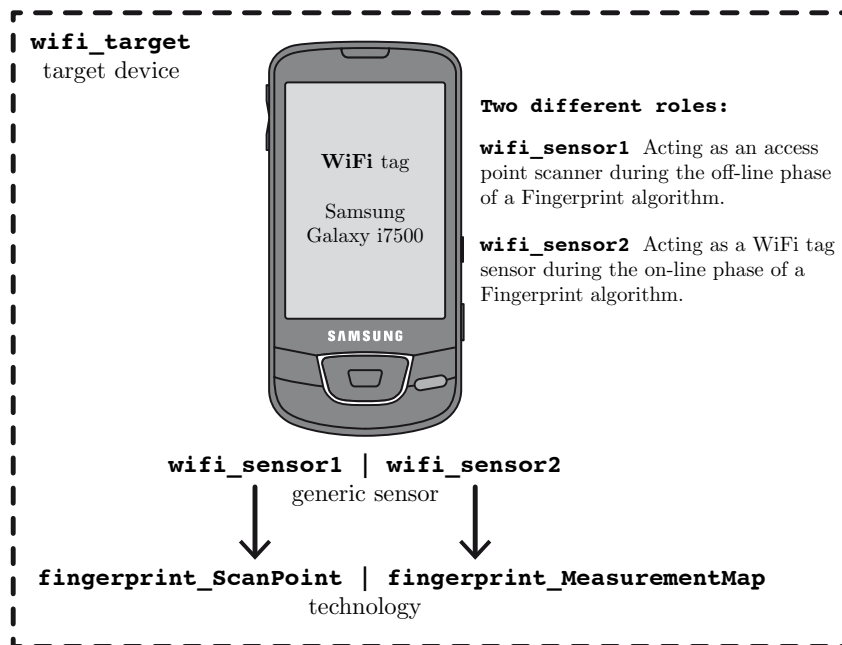 wifi_target
target device
WiFi tag
Samsung
Galaxy i7500
SAMSUNG
Two different roles:
wifi_sensor1 Acting as an access
point scanner during the off-line phase
of a Fingerprint algorithm.
wifi_sensor2 Acting as a WiFi tag
sensor during the on-line phase of a
Fingerprint algorithm.
wifi_sensor1 | wifi_sensor2
generic sensor
fingerprint_ScanPoint | fingerprint_MeasurementMap
technology